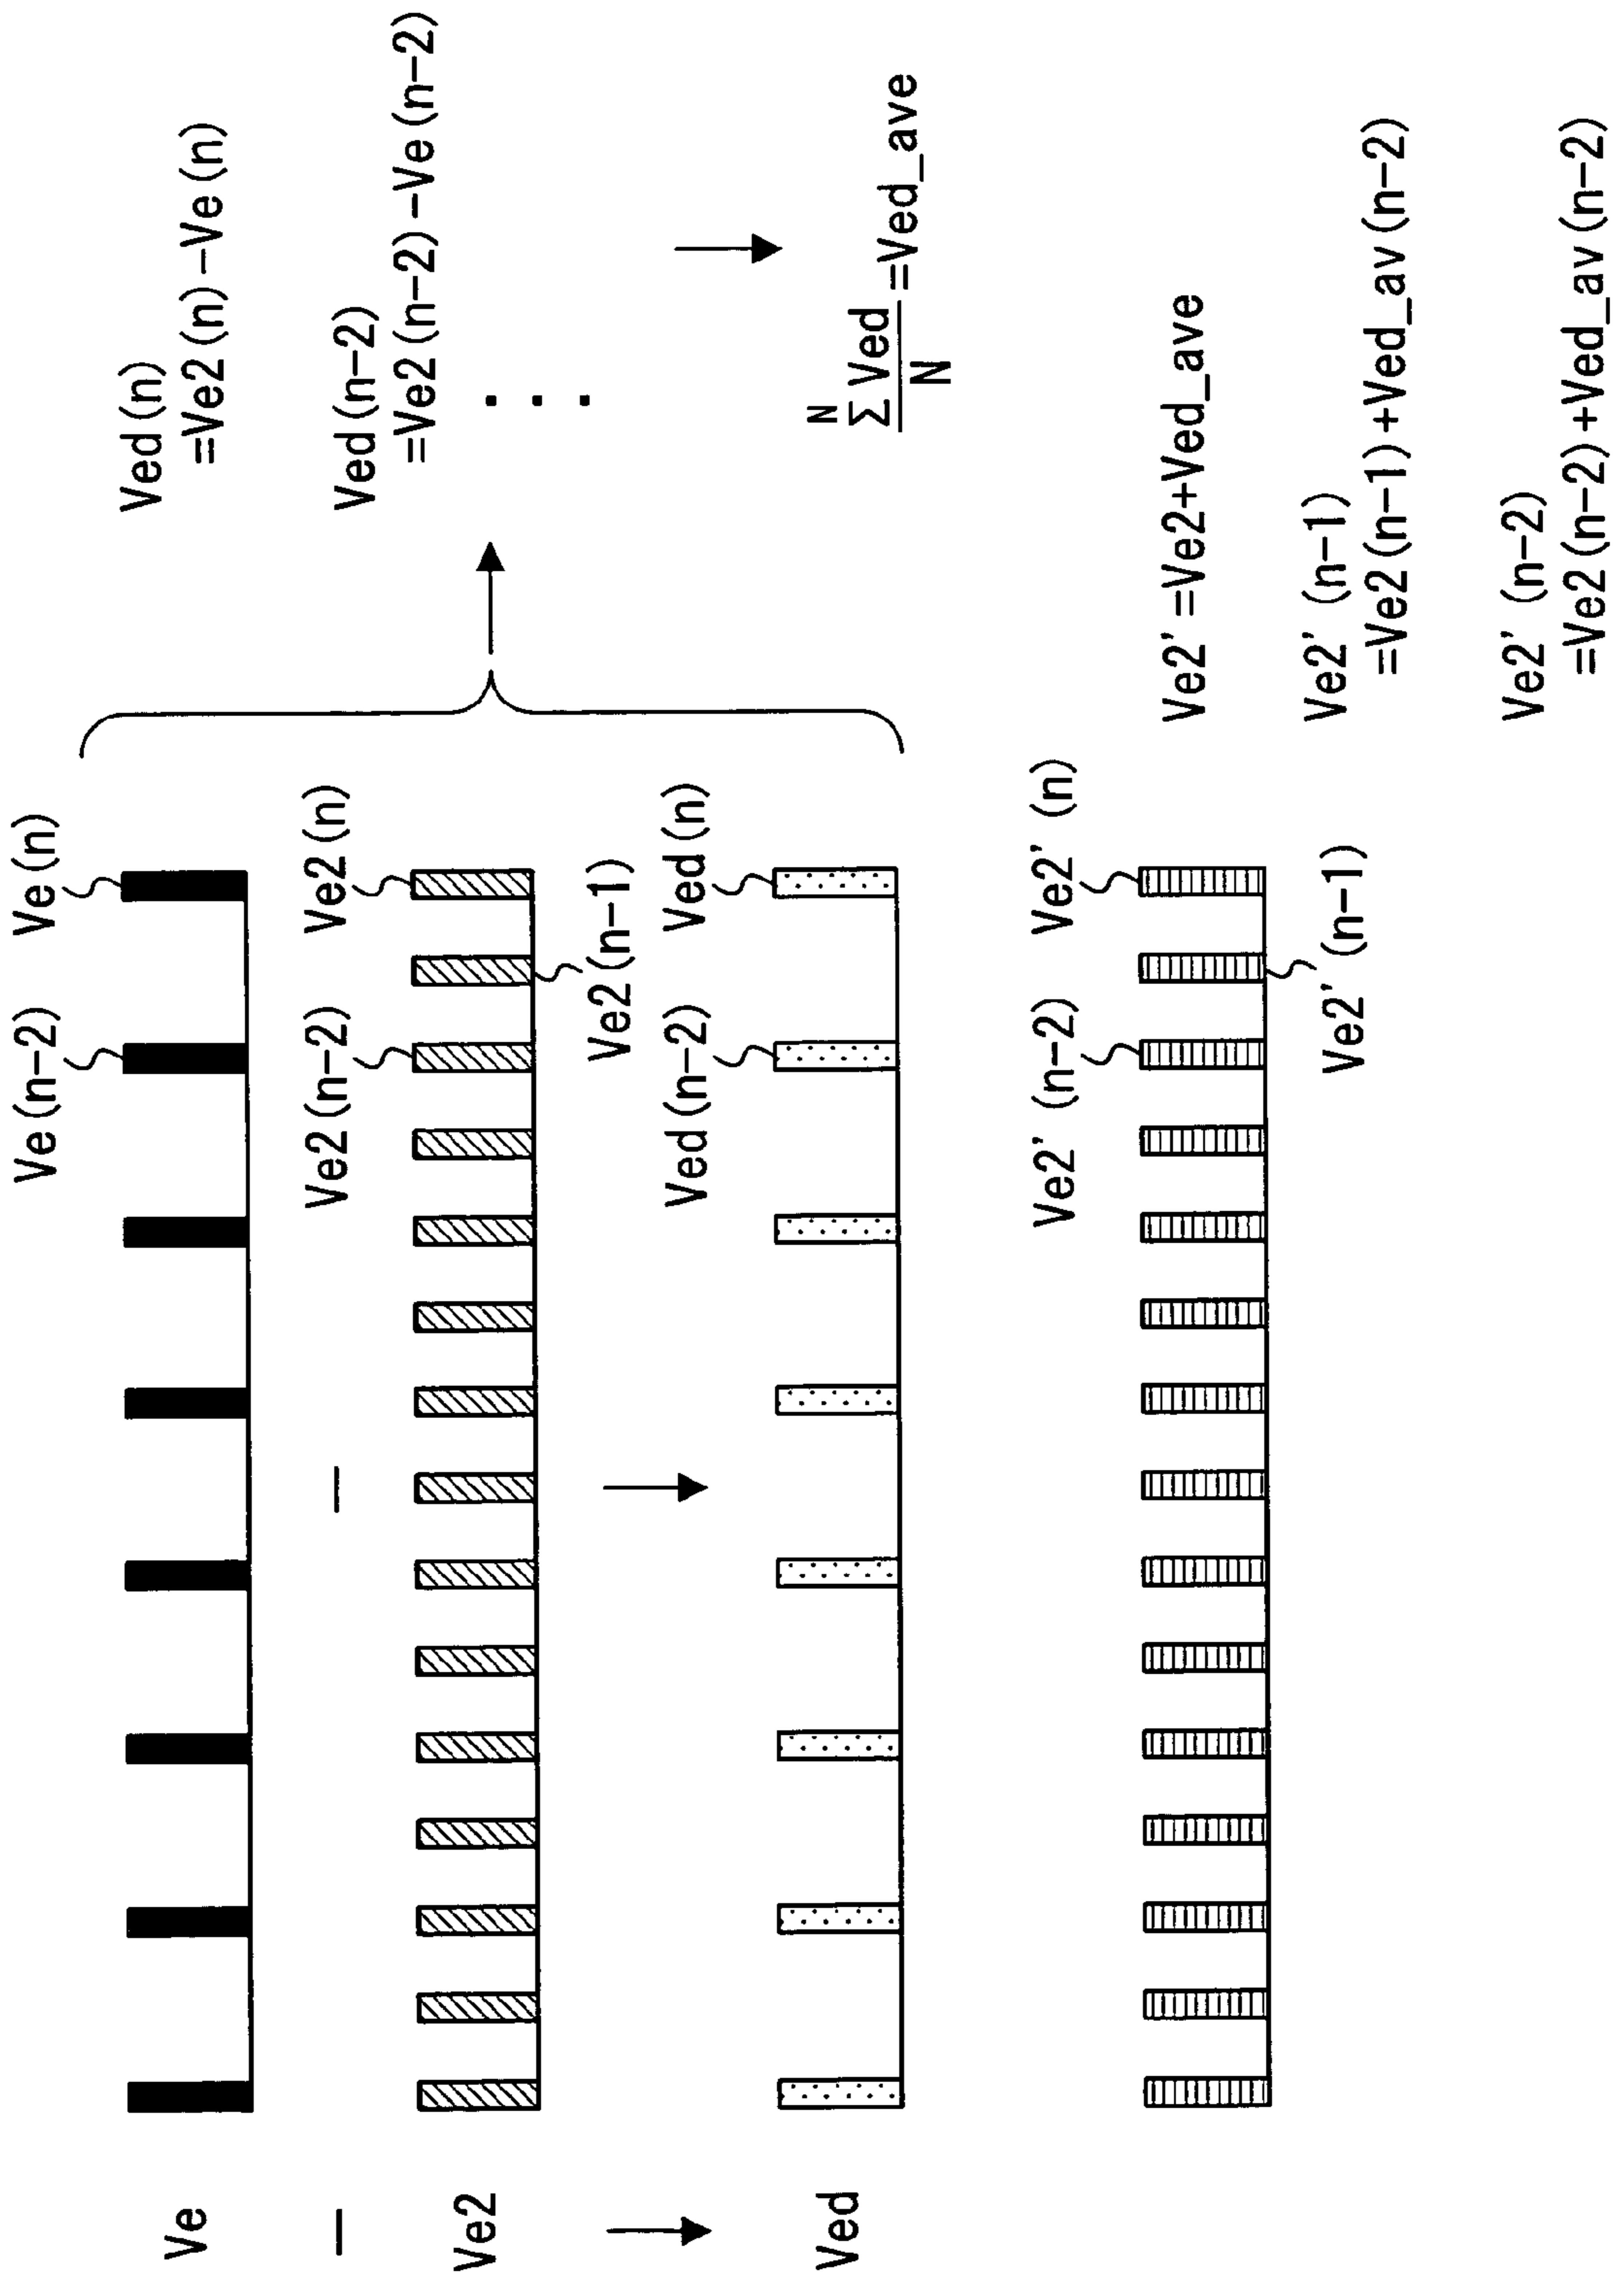 Ve
—
Ve2
Ved
Ve(n-2)
Ve(n)
—
Ve2(n-2)
Ve2(n)
Ve2(n-1)
Ved(n-2)
Ved(n)
Ve2'(n-2)
Ve2'(n)
Ve2'(n-1)
Ved(n)
=Ve2(n)-Ve(n)
Ved(n-2)
=Ve2(n-2)-Ve(n-2)
...
N
Σ Ved
N
=Ved_ave
Ve2'=Ve2+Ved_ave
Ve2'(n-1)
=Ve2(n-1)+Ved_av(n-2)
Ve2'(n-2)
=Ve2(n-2)+Ved_av(n-2)